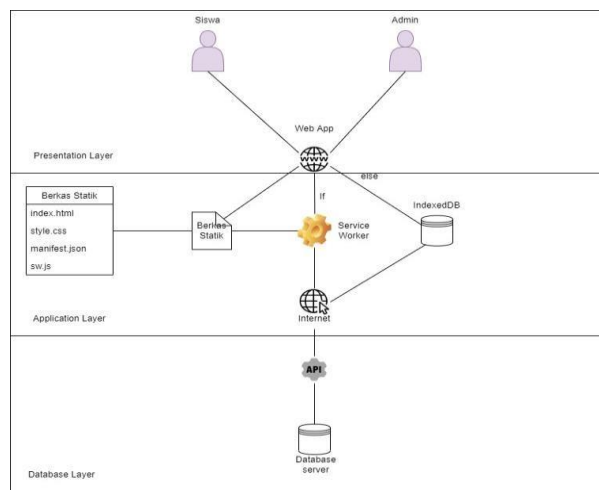 Siswa
Admin
Web App
WWW
Presentation Layer
else
If
Berkas Statik
index.html
style.css
manifest.json
sw.js
Berkas
Statik
Service
Worker
IndexedDB
Internet
Application Layer
API
Database
server
Database Layer